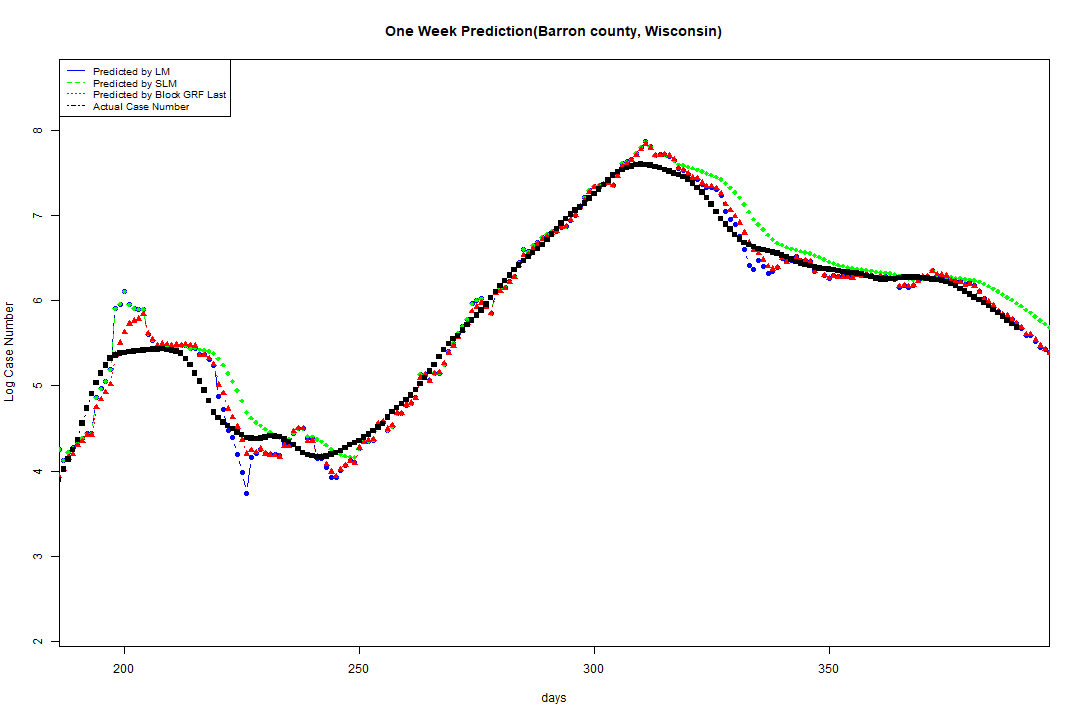 One Week Prediction(Barron county, Wisconsin)
Predicted by LM
Predicted by SLM
Predicted by Block GRF Last
Actual Case Number
8
7
6
5
4
3
2
Log Case Number
200 250 300 350
days